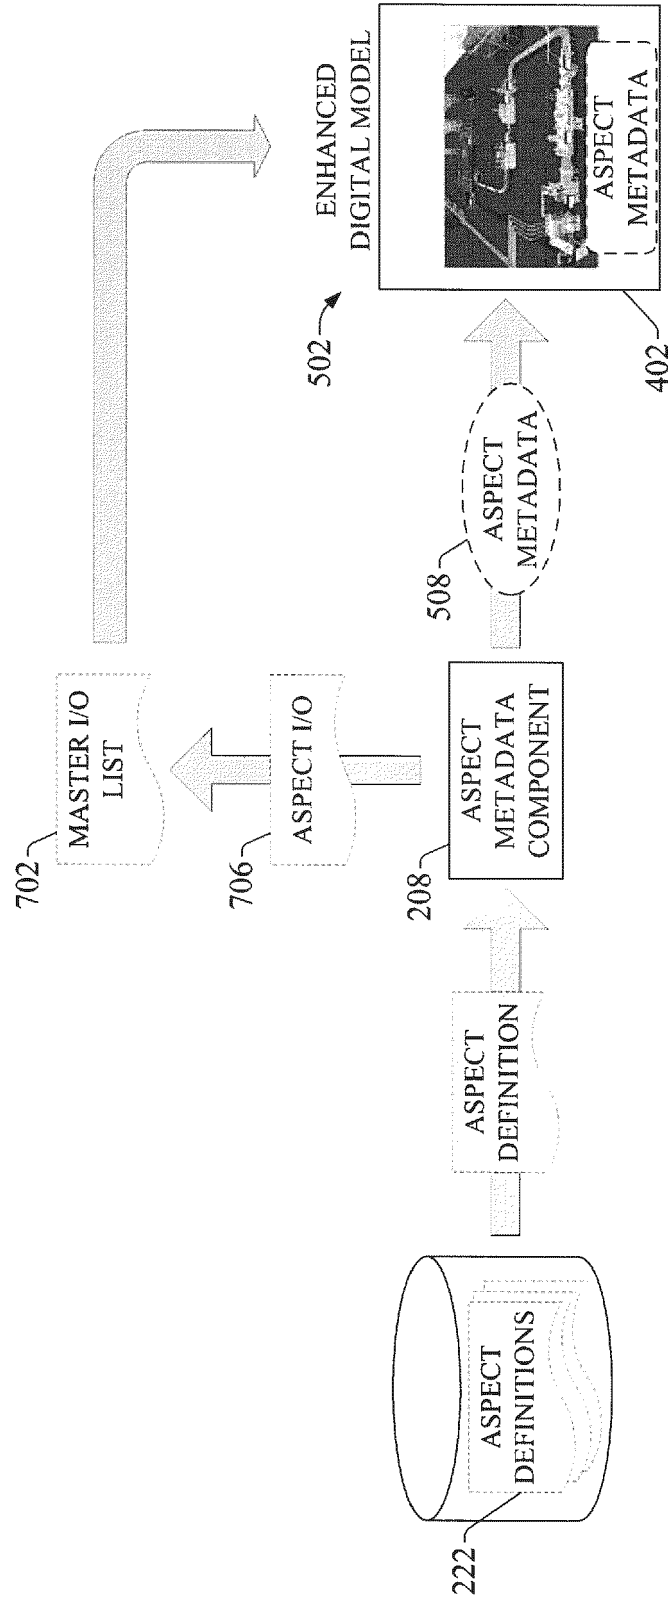 702
MASTER I/O
LIST
706
ASPECT I/O
222
ASPECT
DEFINITIONS
ASPECT
DEFINITION
208
ASPECT
METADATA
COMPONENT
508
ASPECT
METADATA
502
ENHANCED
DIGITAL MODEL
ASPECT
METADATA
402